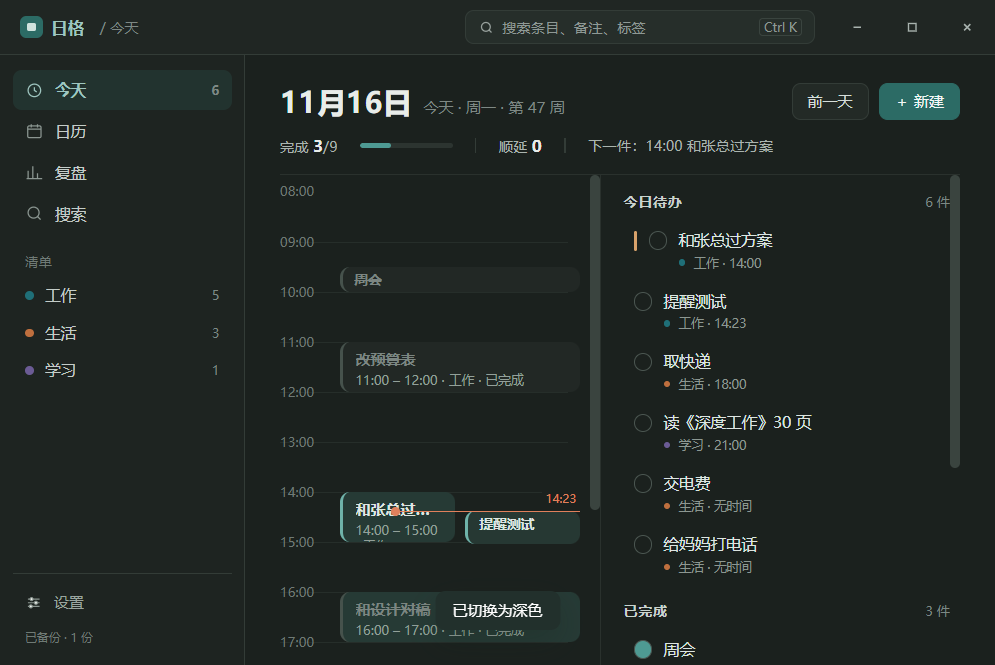 日格 / 今天
搜索条目、备注、标签 Ctrl K
今天 6
日历
复盘
搜索
清单
工作 5
生活 3
学习 1
设置
已备份 · 1 份
11月16日 今天 · 周一 · 第 47 周
前一天
+ 新建
完成 3/9
顺延 0
下一件：14:00 和张总过方案
08:00
09:00
周会
10:00
11:00
改预算表
11:00 – 12:00 · 工作 · 已完成
12:00
13:00
14:00
14:23
和张总过...
14:00 – 15:00
提醒测试
15:00
16:00
和设计对稿
16:00 – 17:00 · 工作 · 已完成
已切换为深色
17:00
今日待办 6 件
和张总过方案
工作 · 14:00
提醒测试
工作 · 14:23
取快递
生活 · 18:00
读《深度工作》30 页
学习 · 21:00
交电费
生活 · 无时间
给妈妈打电话
生活 · 无时间
已完成 3 件
周会